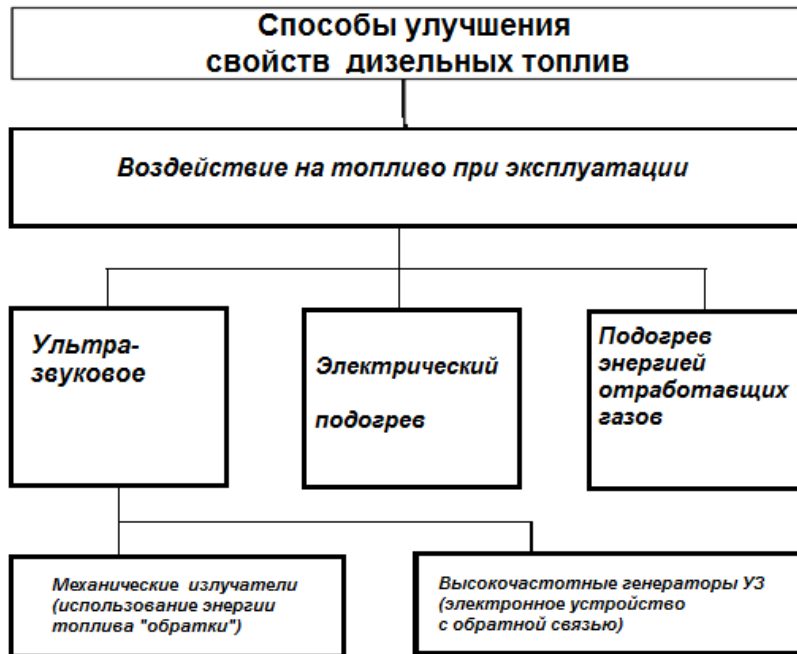 Способы улучшения
свойств дизельных топлив
Воздействие на топливо при эксплуатации
Ультра-
звуковое
Электрический
подогрев
Подогрев
энергией
отработавщих
газов
Механические излучатели
(использование энергии
топлива "обратки")
Высокочастотные генераторы УЗ
(электронное устройство
с обратной связью)